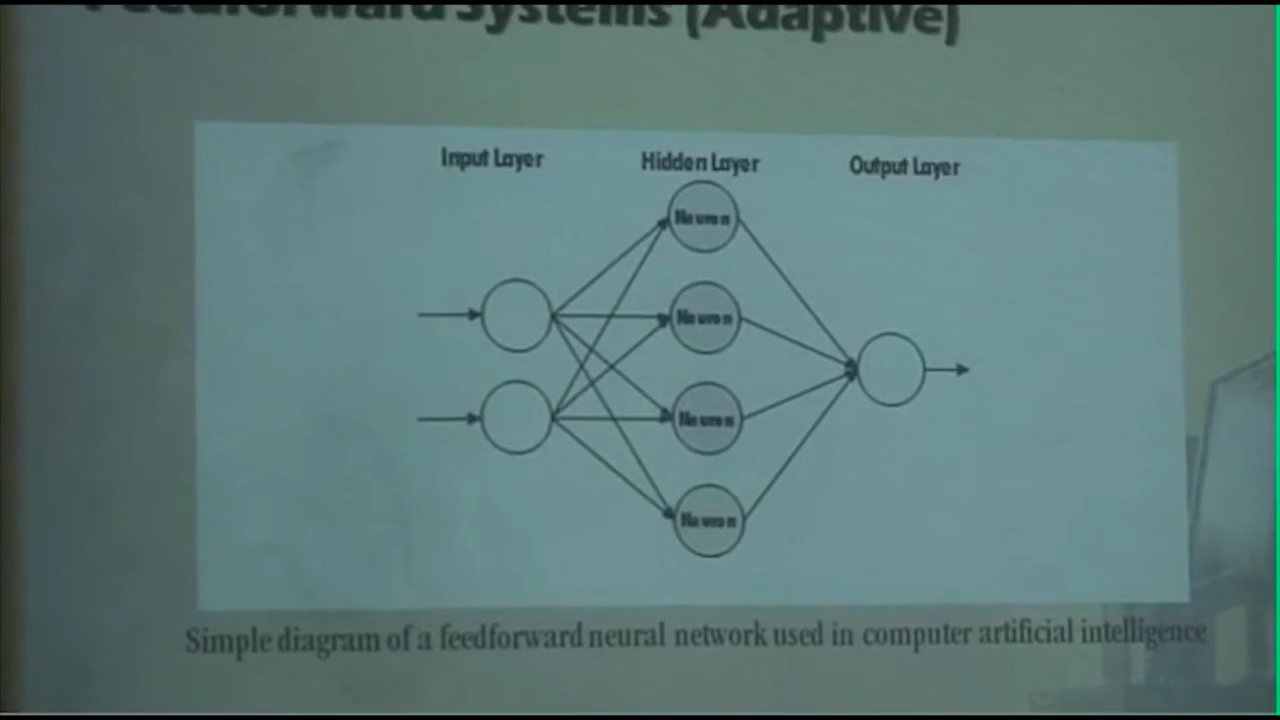 Feedforward Systems (Adaptive)
Input Layer Hidden Layer Output Layer
Neuron
Neuron
Neuron
Neuron
Simple diagram of a feedforward neural network used in computer artificial intelligence